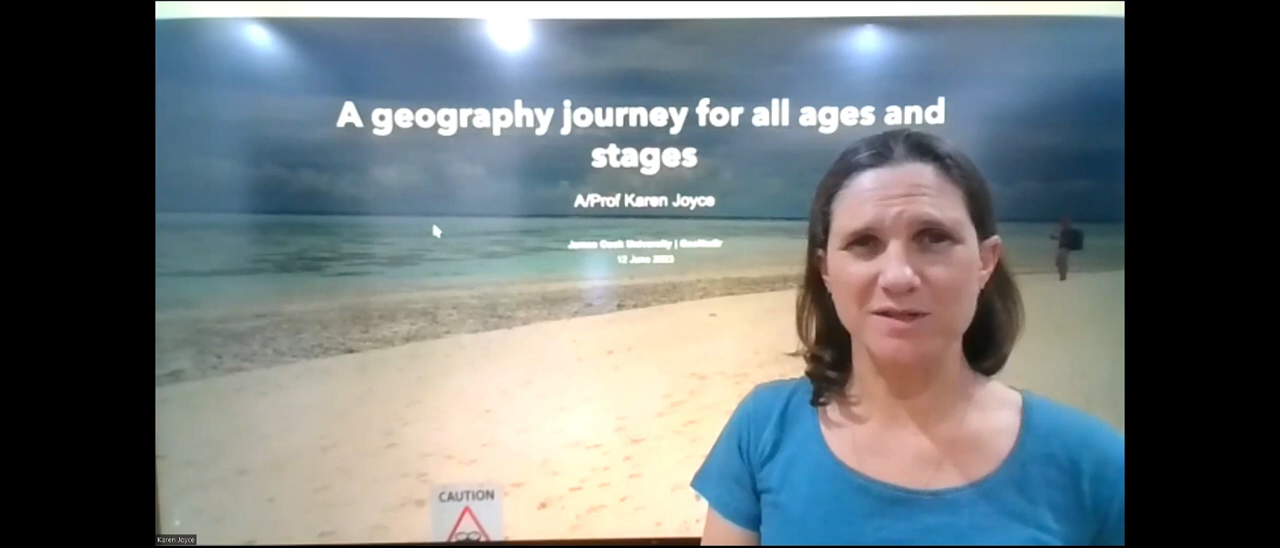 A geography journey for all ages and
stages
A/Prof Karen Joyce
James Cook University | GeoNadir
12 June 2023
CAUTION
Karen Joyce